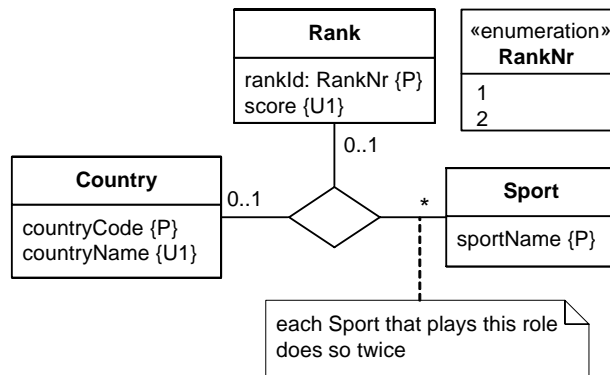 Rank
rankId: RankNr {P}
score {U1}
«enumeration»
RankNr
1
2
0..1
Country
countryCode {P}
countryName {U1}
0..1
*
Sport
sportName {P}
each Sport that plays this role
does so twice